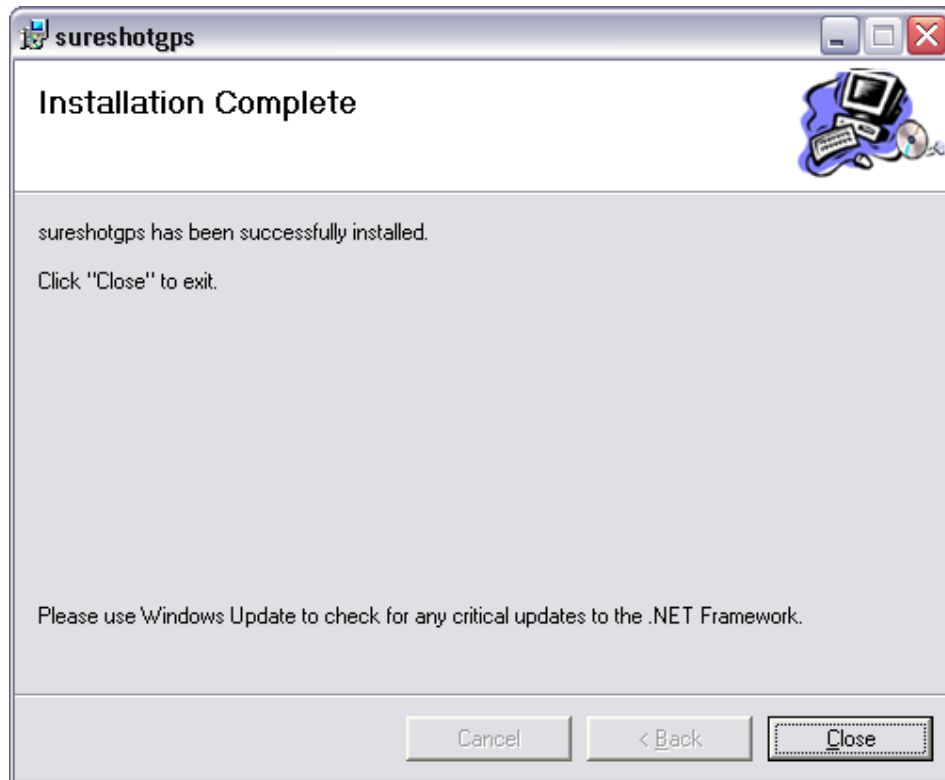 sureshotgps
Installation Complete
sureshotgps has been successfully installed.
Click "Close" to exit.
Please use Windows Update to check for any critical updates to the .NET Framework.
Cancel
< Back
Close